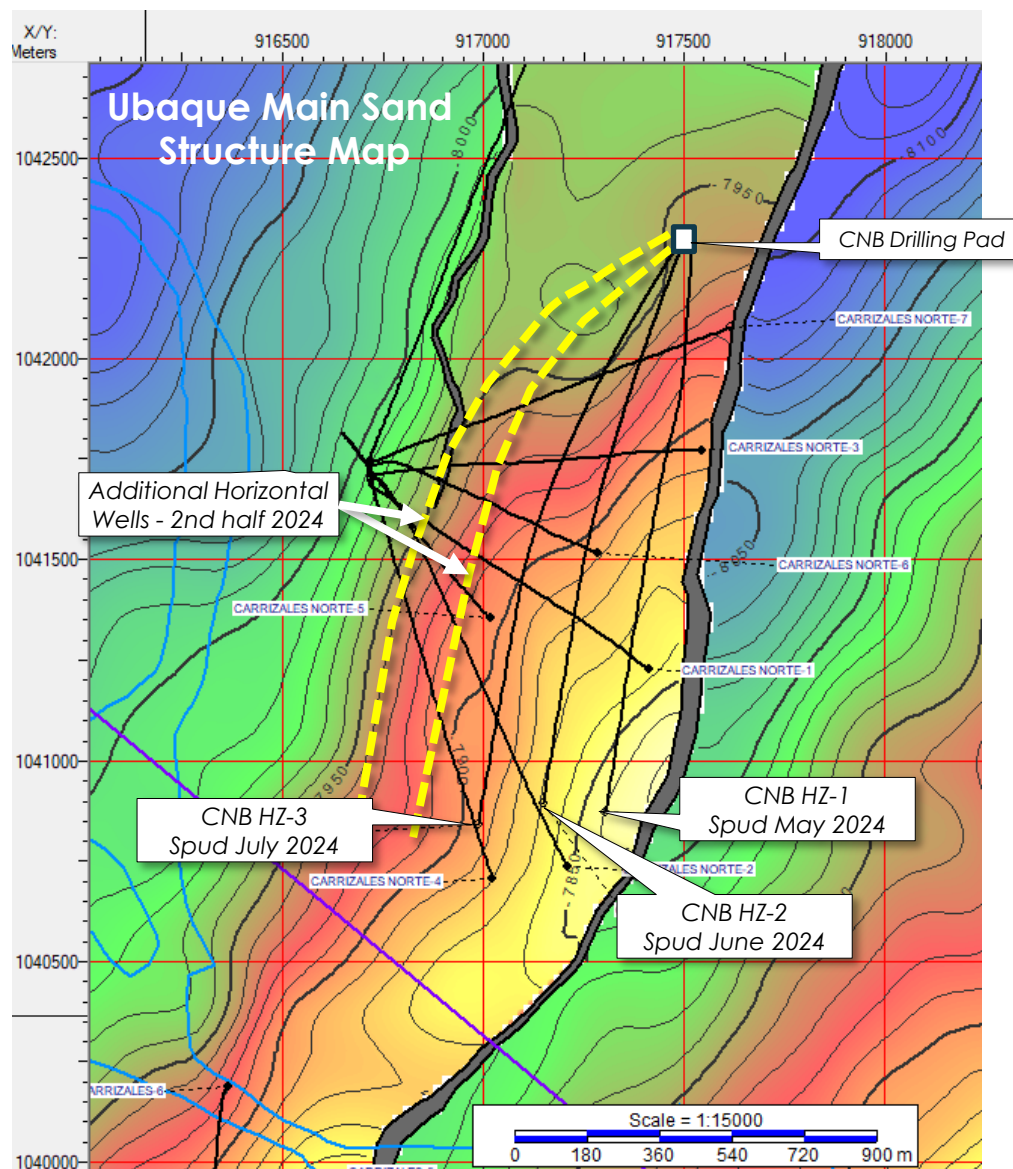 X/Y:
Meters
916500
917000
917500
918000
Ubaque Main Sand
Structure Map
1042500
1042000
1041500
1041000
1040500
1040000
-8000
-7950
-8100
CNB Drilling Pad
CARRIZALES NORTE-7
CARRIZALES NORTE-3
Additional Horizontal
Wells - 2nd half 2024
-8050
CARRIZALES NORTE-6
CARRIZALES NORTE-5
CARRIZALES NORTE-1
-7900
7950
CNB HZ-3
Spud July 2024
CNB HZ-1
Spud May 2024
-7850
CARRIZALES NORTE-4
RIZALES NORTE-2
CNB HZ-2
Spud June 2024
ARRIZALES-6
Scale = 1:15000
0
180
360
540
720
900 m